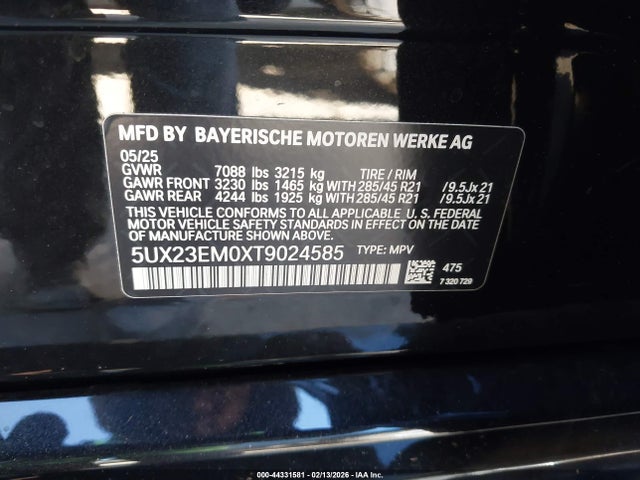 MFD BY BAYERISCHE MOTOREN WERKE AG
05/25
GVWR 7088 lbs 3215 kg TIRE / RIM
GAWR FRONT 3230 lbs 1465 kg WITH 285/45 R21 /9.5Jx21
GAWR REAR 4244 lbs 1925 kg WITH 285/45 R21 /9.5Jx21
THIS VEHICLE CONFORMS TO ALL APPLICABLE U. S. FEDERAL
MOTOR VEHICLE SAFETY STANDARDS IN EFFECT ON THE
DATE OF MANUFACTURE SHOWN ABOVE.
5UX23EM0XT9024585 TYPE: MPV
475
7 320 729
000-44331581 - 02/13/2026 - IAA Inc.